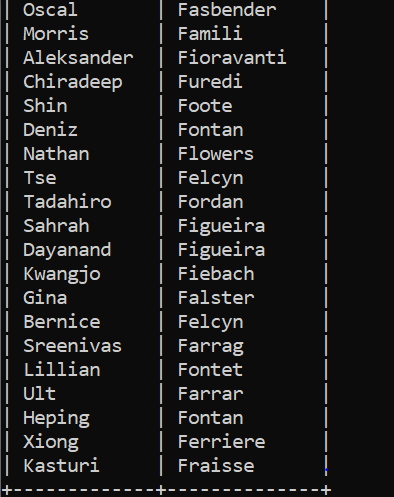 | Oscal | Fasbender |
| Morris | Famili |
| Aleksander | Fioravanti |
| Chiradeep | Furedi |
| Shin | Foote |
| Deniz | Fontan |
| Nathan | Flowers |
| Tse | Felcyn |
| Tadahiro | Fordan |
| Sahrah | Figueira |
| Dayanand | Figueira |
| Kwangjo | Fiebach |
| Gina | Falster |
| Bernice | Felcyn |
| Sreenivas | Farrag |
| Lillian | Fontet |
| Ult | Farrar |
| Heping | Fontan |
| Xiong | Ferriere |
| Kasturi | Fraisse |
+-------------+--------------+